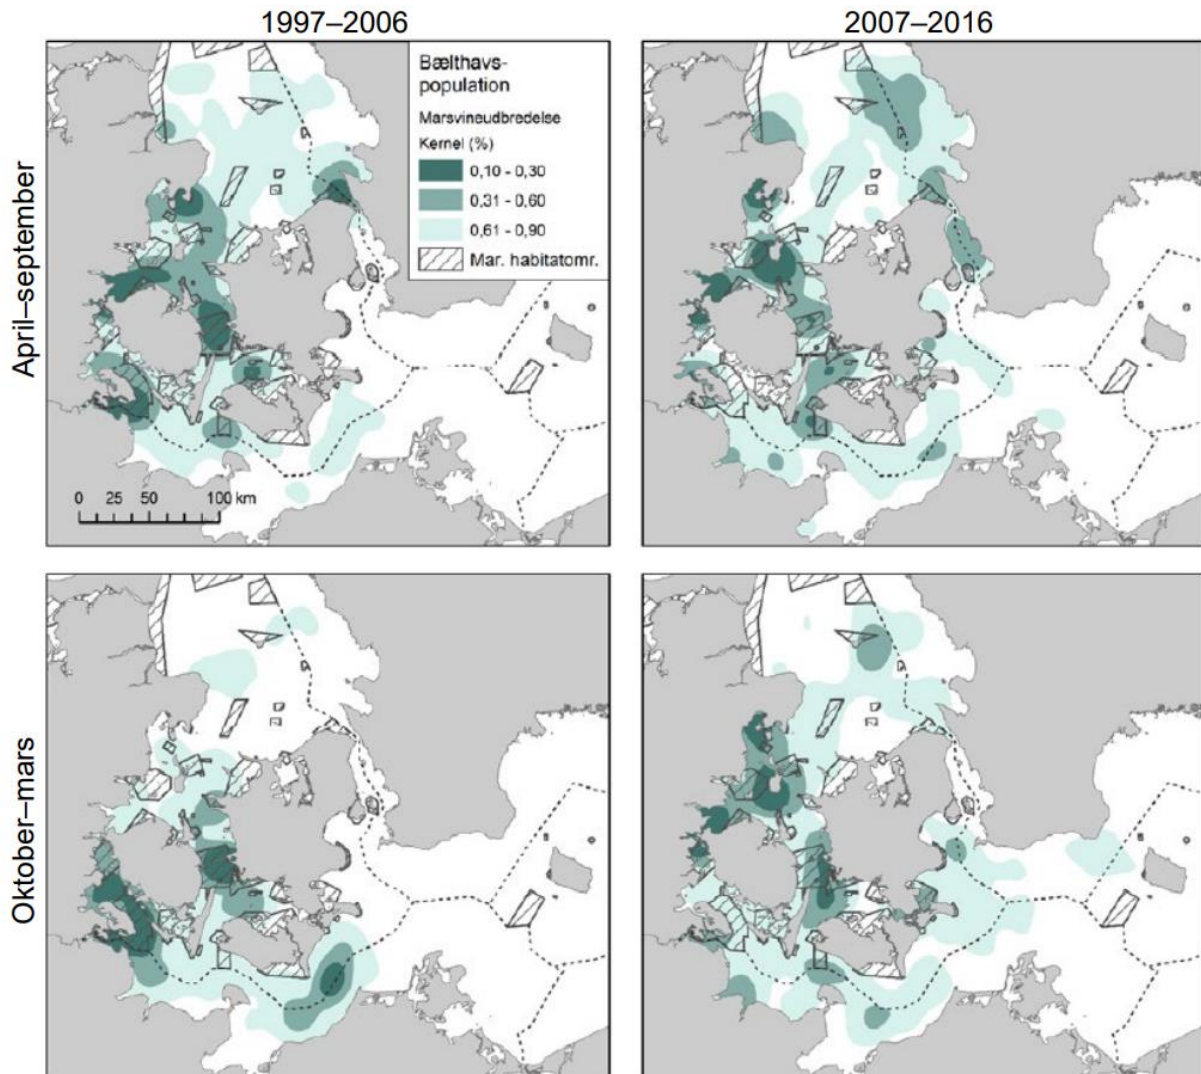 1997–2006
2007–2016
April–september
Bælthavs-
population
Marsvineudbredelse
Kernel (%)
0,10 - 0,30
0,31 - 0,60
0,61 - 0,90
Mar. habitatomr.
0 25 50 100 km
Oktober–mars